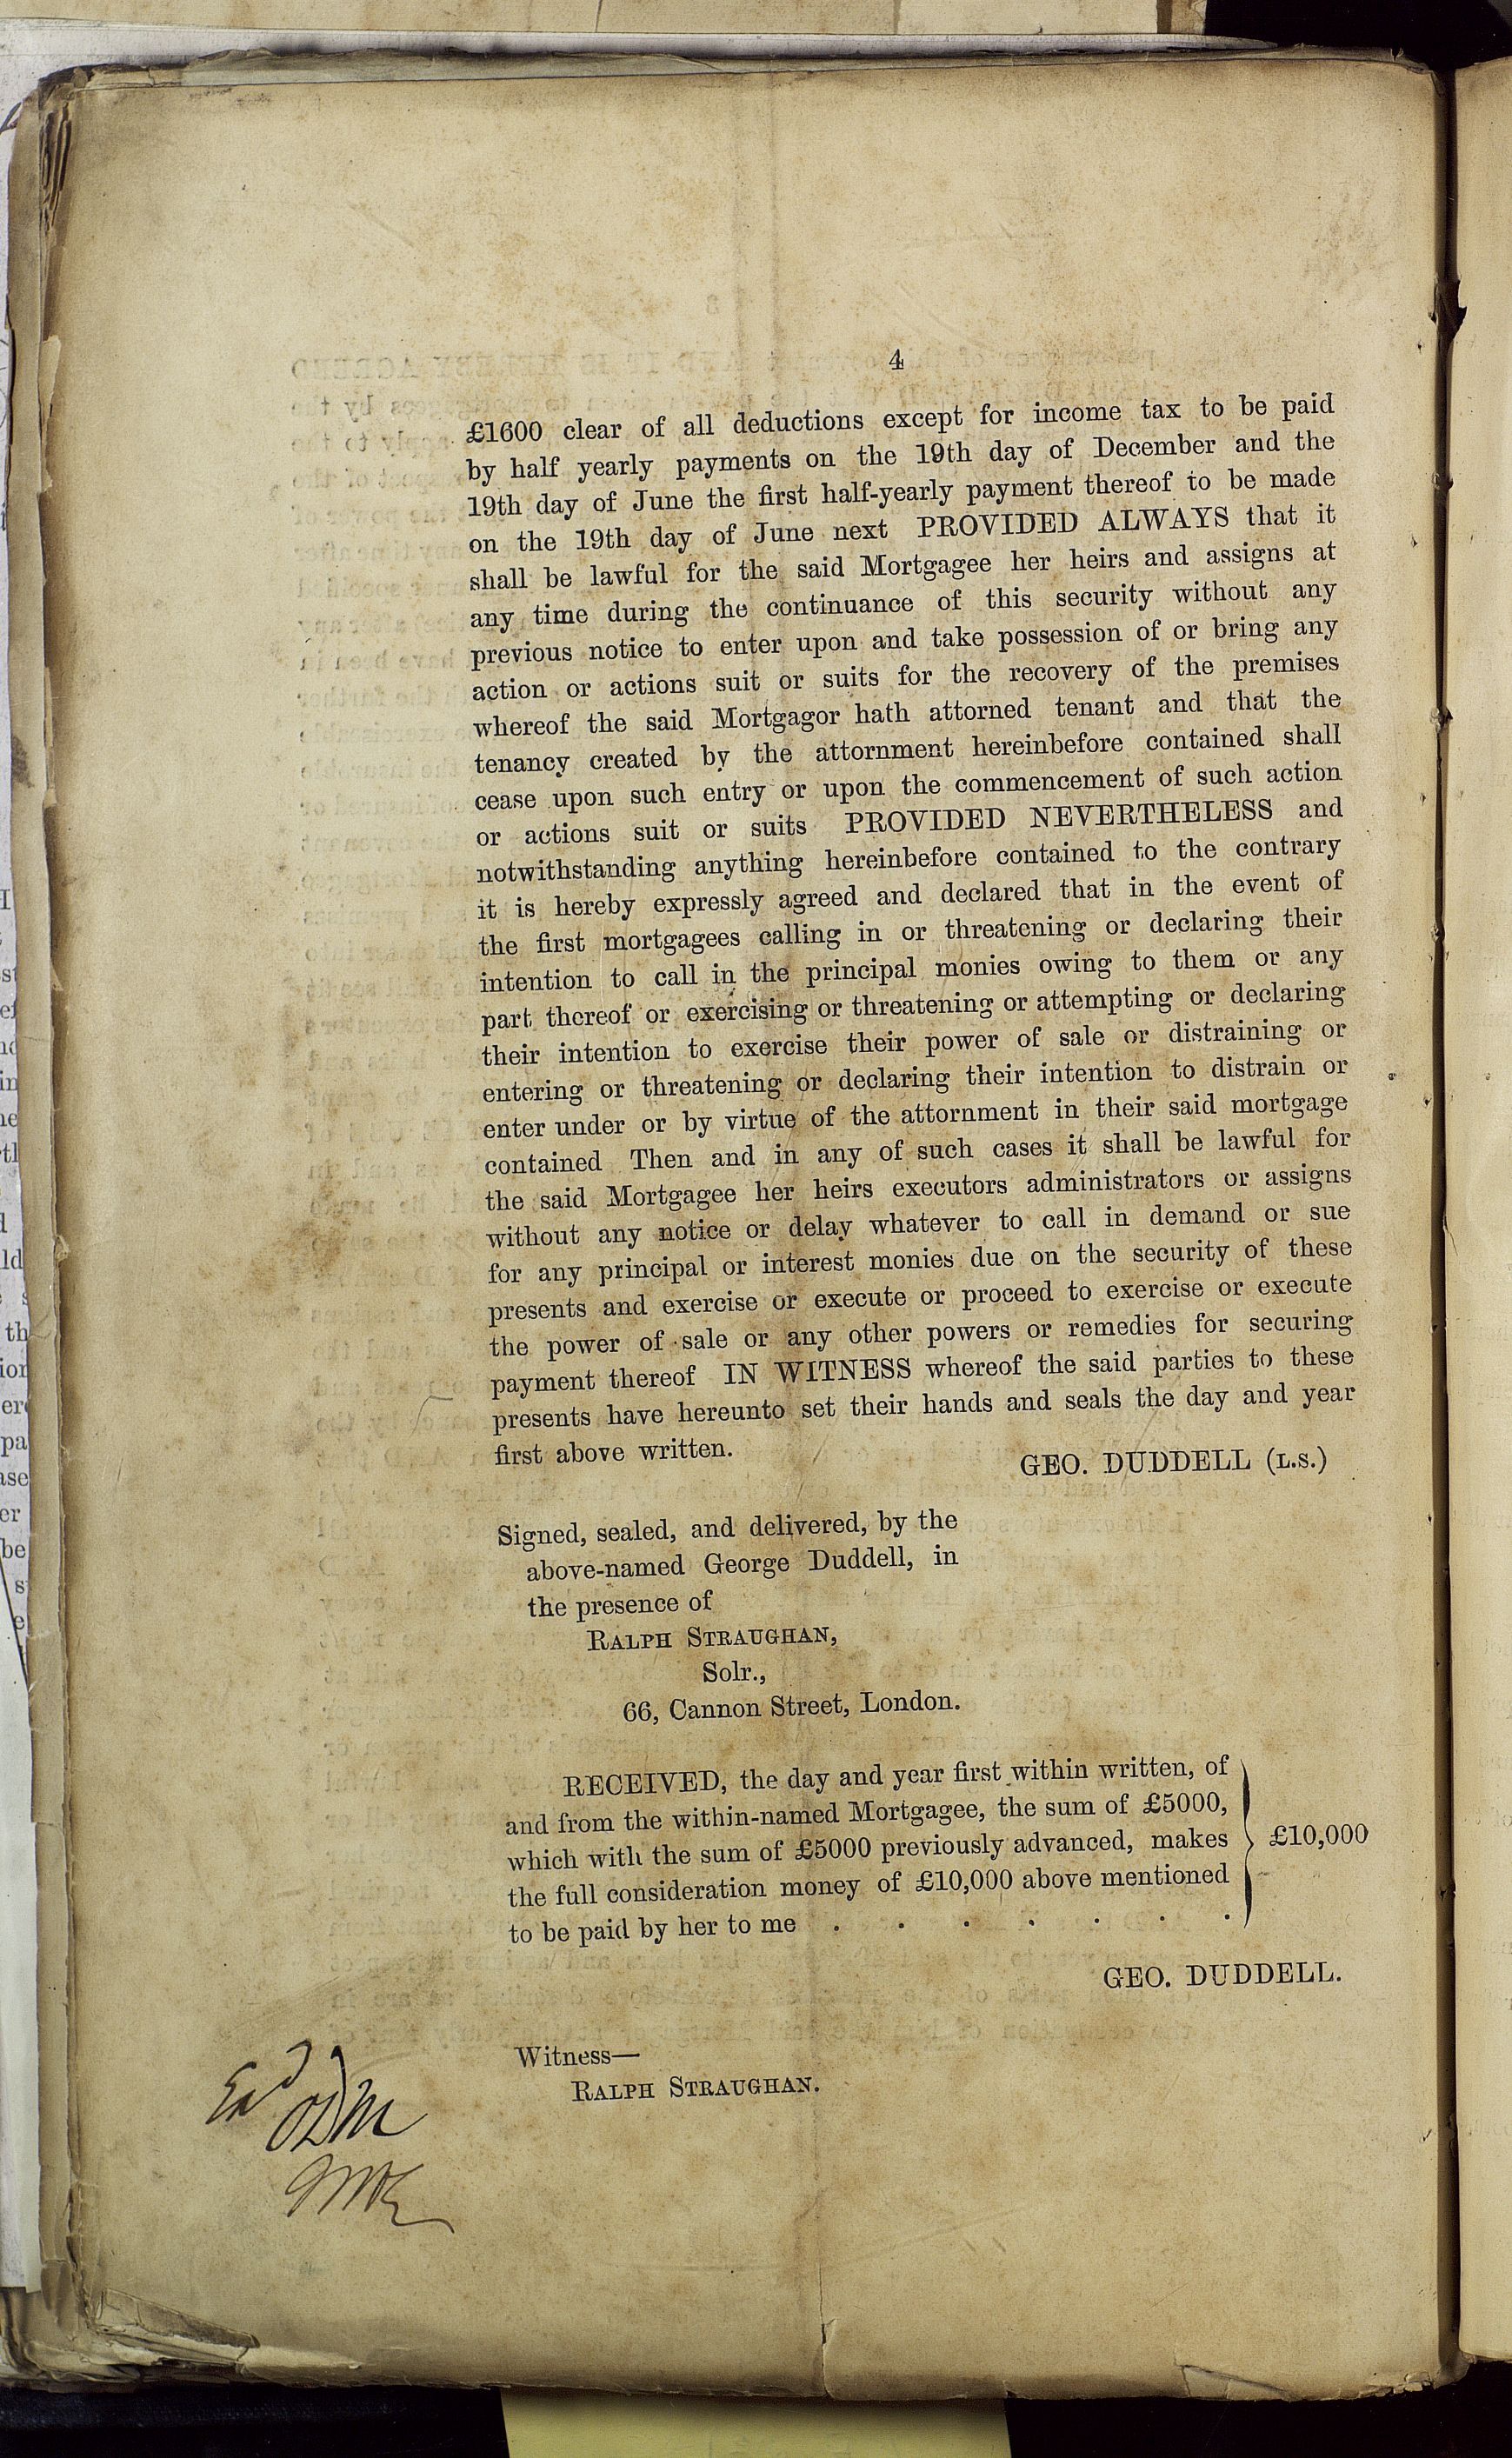 4
£1600 clear of all deductions except for income tax to be paid
by half yearly payments on the 19th day of December and the
19th day of June the first half-yearly payment thereof to be made
on the 19th day of June next PROVIDED ALWAYS that it
shall be lawful for the said Mortgagee her heirs and assigns at
any time during the continuance of this security without any
previous notice to enter upon and take possession of or bring any
action or actions suit or suits for the recovery of the premises
whereof the said Mortgagor hath attorned tenant and that the
tenancy created by the attornment hereinbefore contained shall
cease upon such entry or upon the commencement of such action
or actions suit or suits PROVIDED NEVERTHELESS and
notwithstanding anything hereinbefore contained to the contrary
it is hereby expressly agreed and declared that in the event of
the first mortgagees calling in or threatening or declaring their
intention to call in the principal monies owing to them or any
part thereof or exercising or threatening or attempting or declaring
their intention to exercise their power of sale or distraining or
entering or threatening or declaring their intention to distrain or
enter under or by virtue of the attornment in their said mortgage
contained Then and in any of such cases it shall be lawful for
the said Mortgagee her heirs executors administrators or assigns
without any notice or delay whatever to call in demand or sue
for any principal or interest monies due on the security of these
presents and exercise or execute or proceed to exercise or execute
the power of sale or any other powers or remedies for securing
payment thereof IN WITNESS whereof the said parties to these
presents have hereunto set their hands and seals the day and year
first above written.
GEO. DUDDELL (L.S.)
Signed, sealed, and delivered, by the
above-named George Duddell, in
the presence of
RALPH STRAUGHAN,
Solr.,
66, Cannon Street, London.
RECEIVED, the day and year first within written, of
and from the within-named Mortgagee, the sum of £5000,
which with the sum of £5000 previously advanced, makes
£10,000
the full consideration money of £10,000 above mentioned
to be paid by her to me . . . . . . .
GEO. DUDDELL.
Witness—
RALPH STRAUGHAN.